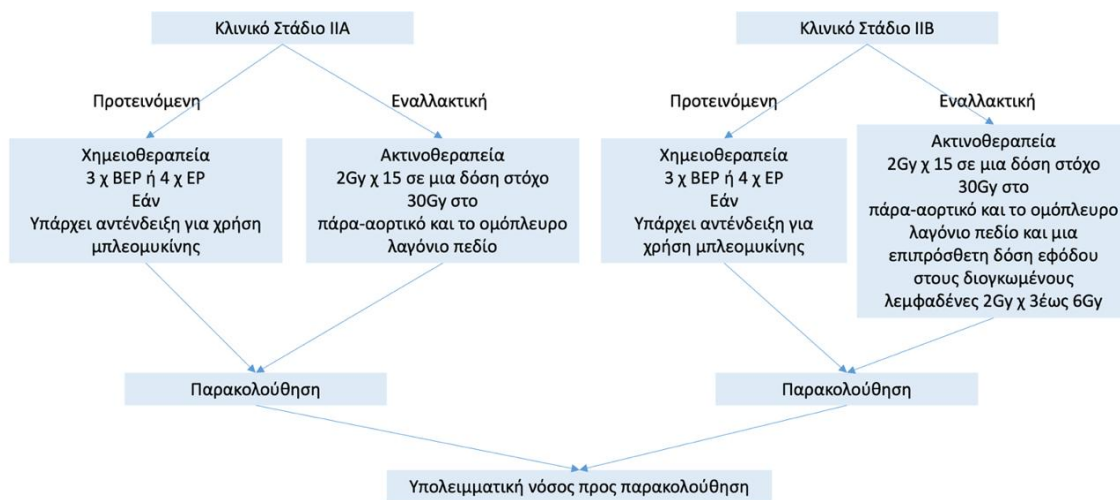 Κλινικό Στάδιο ΙΙΑ
Προτεινόμενη
Εναλλακτική
Χημειοθεραπεία
3 χ BEP ή 4 χ EP
Εάν
Υπάρχει αντένδειξη για χρήση
μπλεομυκίνης
Ακτινοθεραπεία
2Gy χ 15 σε μια δόση στόχο
30Gy στο
πάρα-αορτικό και το ομόπλευρο
λαγόνιο πεδίο
Παρακολούθηση
Κλινικό Στάδιο ΙΙΒ
Προτεινόμενη
Εναλλακτική
Χημειοθεραπεία
3 χ BEP ή 4 χ EP
Εάν
Υπάρχει αντένδειξη για
χρήση μπλεομυκίνης
Ακτινοθεραπεία
2Gy χ 15 σε μια δόση στόχο
30Gy στο
πάρα-αορτικό και το ομόπλευρο
λαγόνιο πεδίο και μια
επιπρόσθετη δόση εφόδου
στους διογκωμένους
λεμφαδένες 2Gy χ 3έως 6Gy
Παρακολούθηση
Υπολειμματική νόσος προς παρακολούθηση